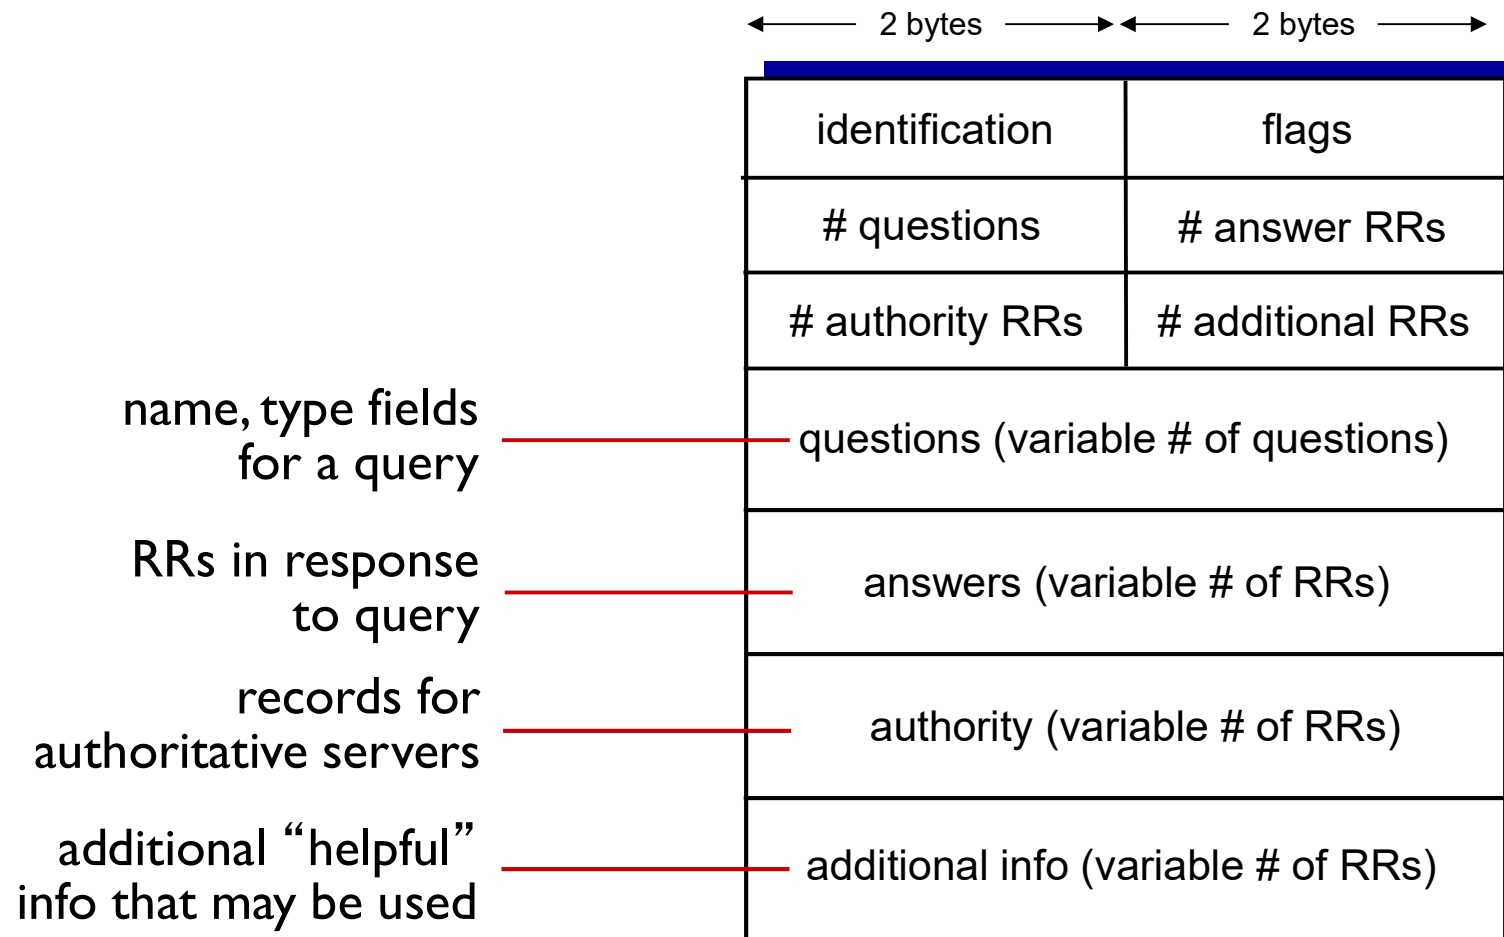 2 bytes 2 bytes
identification flags
# questions # answer RRs
# authority RRs # additional RRs
name, type fields
for a query
questions (variable # of questions)
RRs in response
to query
answers (variable # of RRs)
records for
authoritative servers
authority (variable # of RRs)
additional “helpful”
info that may be used
additional info (variable # of RRs)